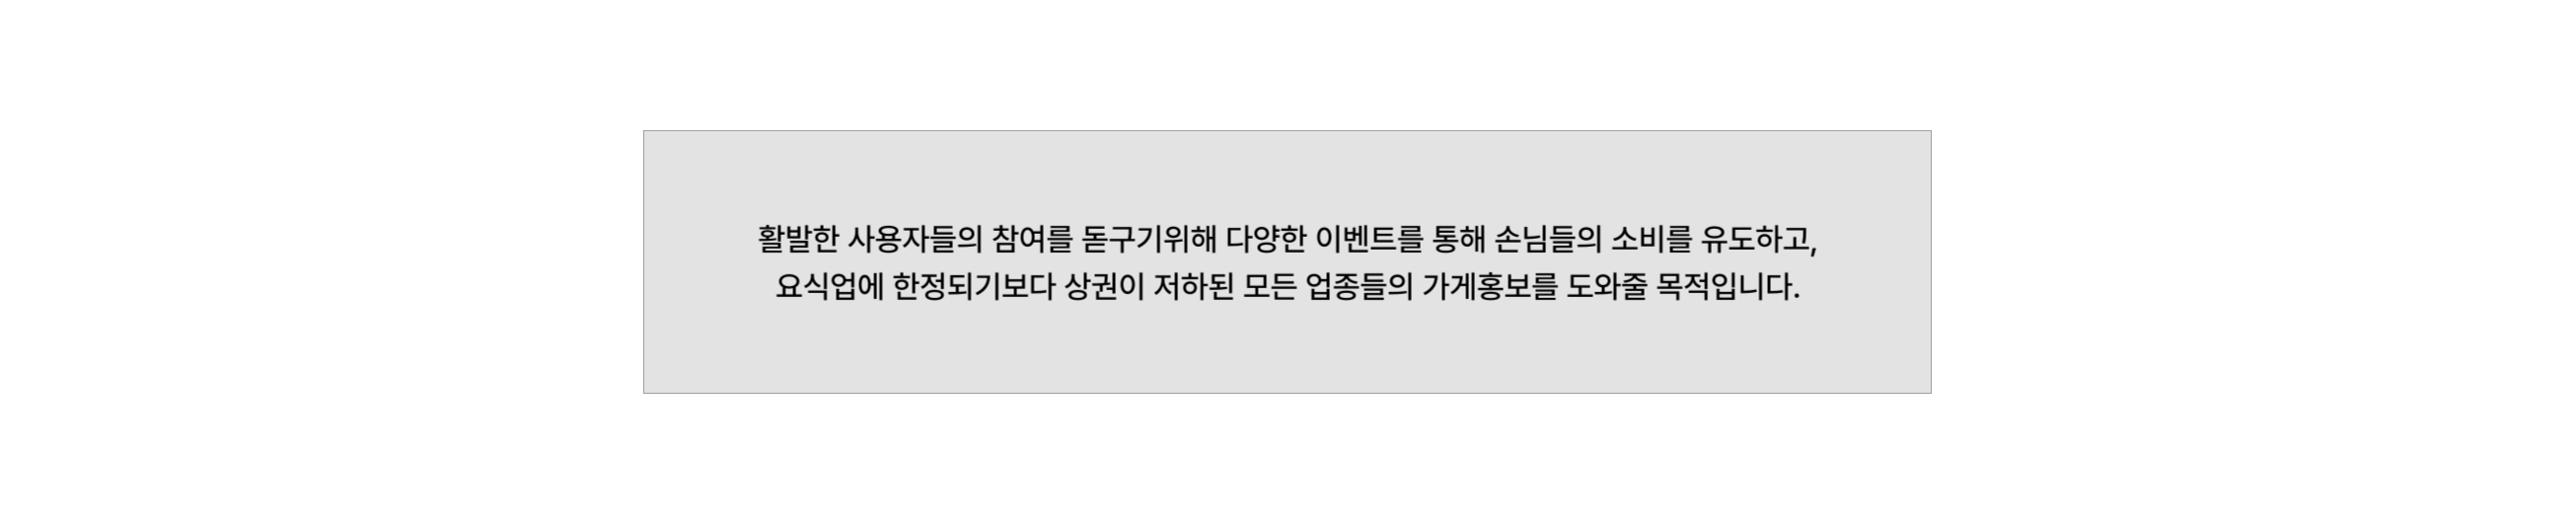 활발한 사용자들의 참여를 돋구기위해 다양한 이벤트를 통해 손님들의 소비를 유도하고,
요식업에 한정되기보다 상권이 저하된 모든 업종들의 가게홍보를 도와줄 목적입니다.